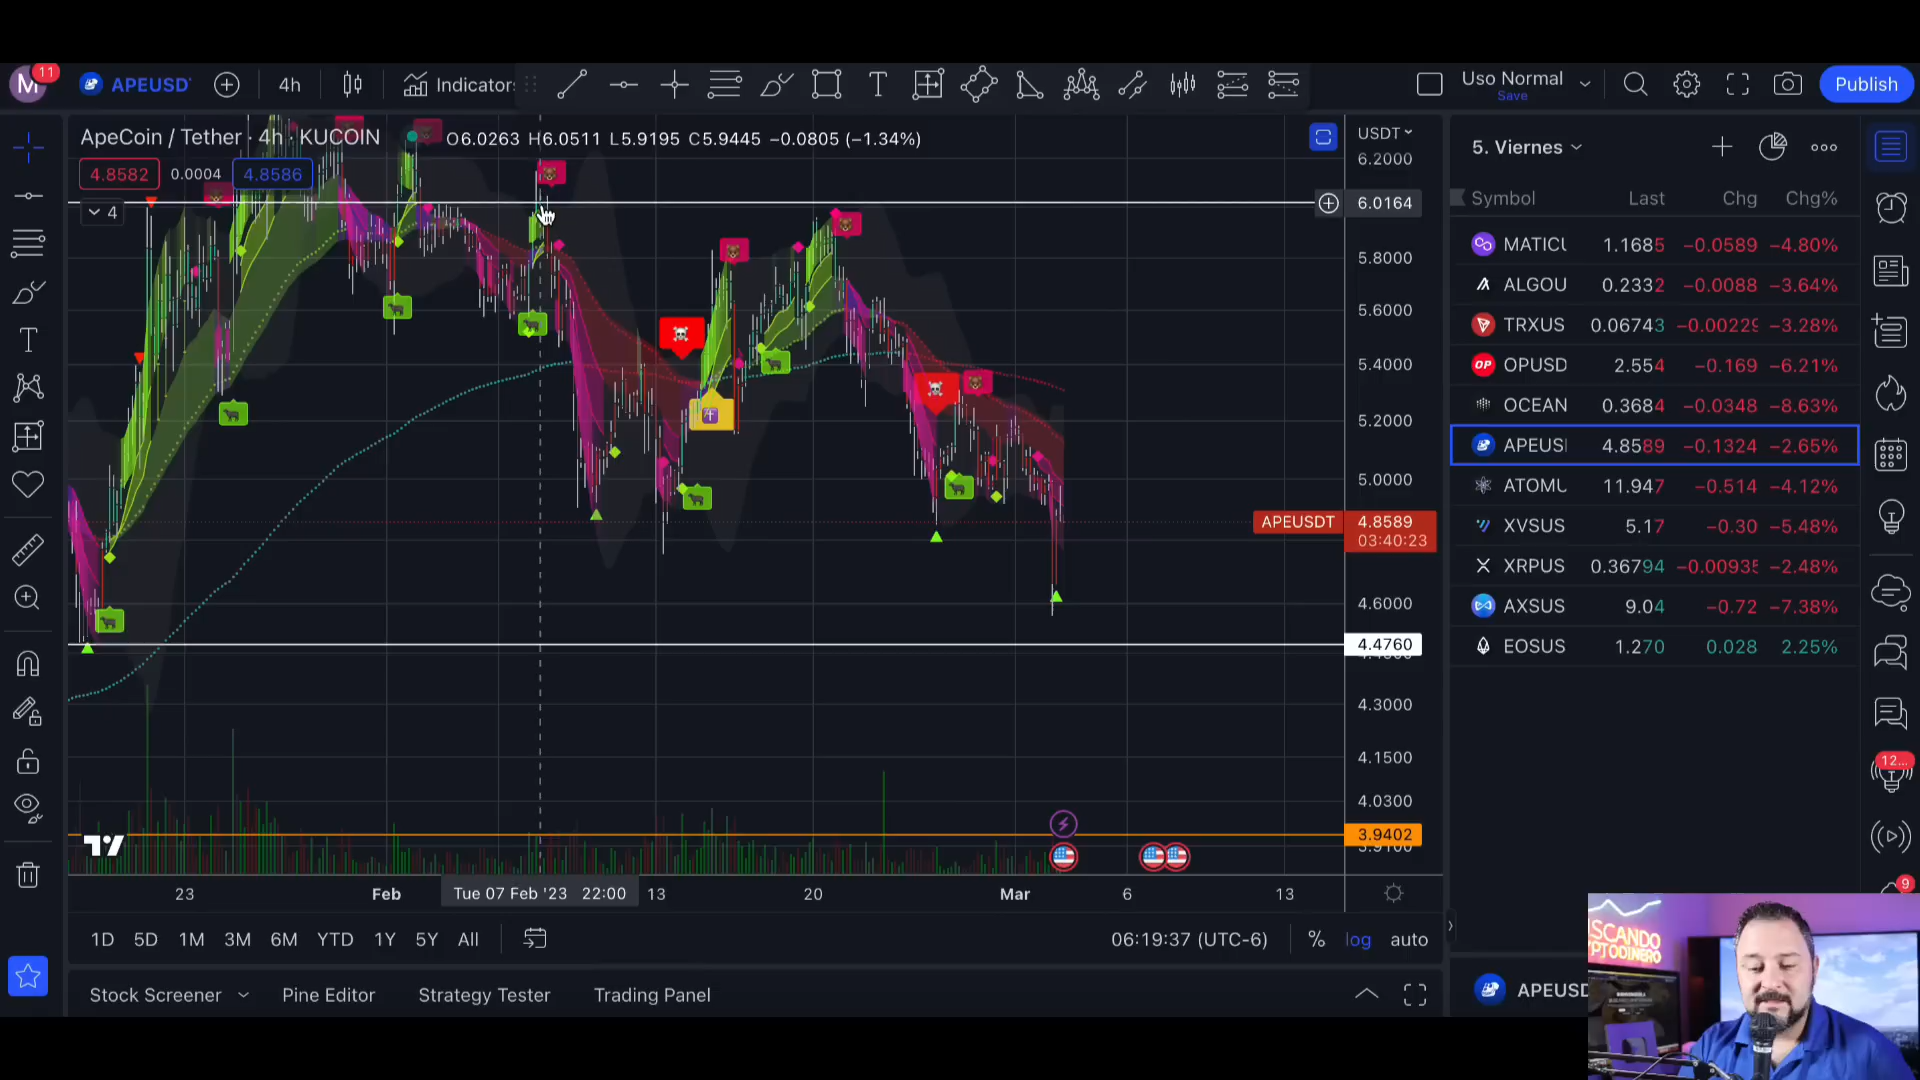 M 11 APEUSD 4h Indicators Uso Normal Save Publish
ApeCoin / Tether · 4h · KUCOIN O6.0263 H6.0511 L5.9195 C5.9445 −0.0805 (−1.34%) USDT
4.8582 0.0004 4.8586
4
6.2000
6.0164
5.8000
5.6000
5.4000
5.2000
5.0000
APEUSDT 4.8589
03:40:23
4.6000
4.4760
4.3000
4.1500
4.0300
3.9402
23 Feb Tue 07 Feb '23 22:00 13 20 Mar 6 13
1D 5D 1M 3M 6M YTD 1Y 5Y All 06:19:37 (UTC-6) % log auto
Stock Screener Pine Editor Strategy Tester Trading Panel
5. Viernes
Symbol Last Chg Chg%
MATICU 1.1685 −0.0589 −4.80%
ALGOU 0.2332 −0.0088 −3.64%
TRXUS 0.06743 −0.00229 −3.28%
OP OPUSD 2.554 −0.169 −6.21%
OCEAN 0.3684 −0.0348 −8.63%
APEUS 4.8589 −0.1324 −2.65%
ATOMU 11.947 −0.514 −4.12%
XVSUS 5.17 −0.30 −5.48%
XRPUS 0.36794 −0.00935 −2.48%
AXSUS 9.04 −0.72 −7.38%
EOSUS 1.270 0.028 2.25%
12...
9
APEUSD
ESCANDO
YPTODINERO